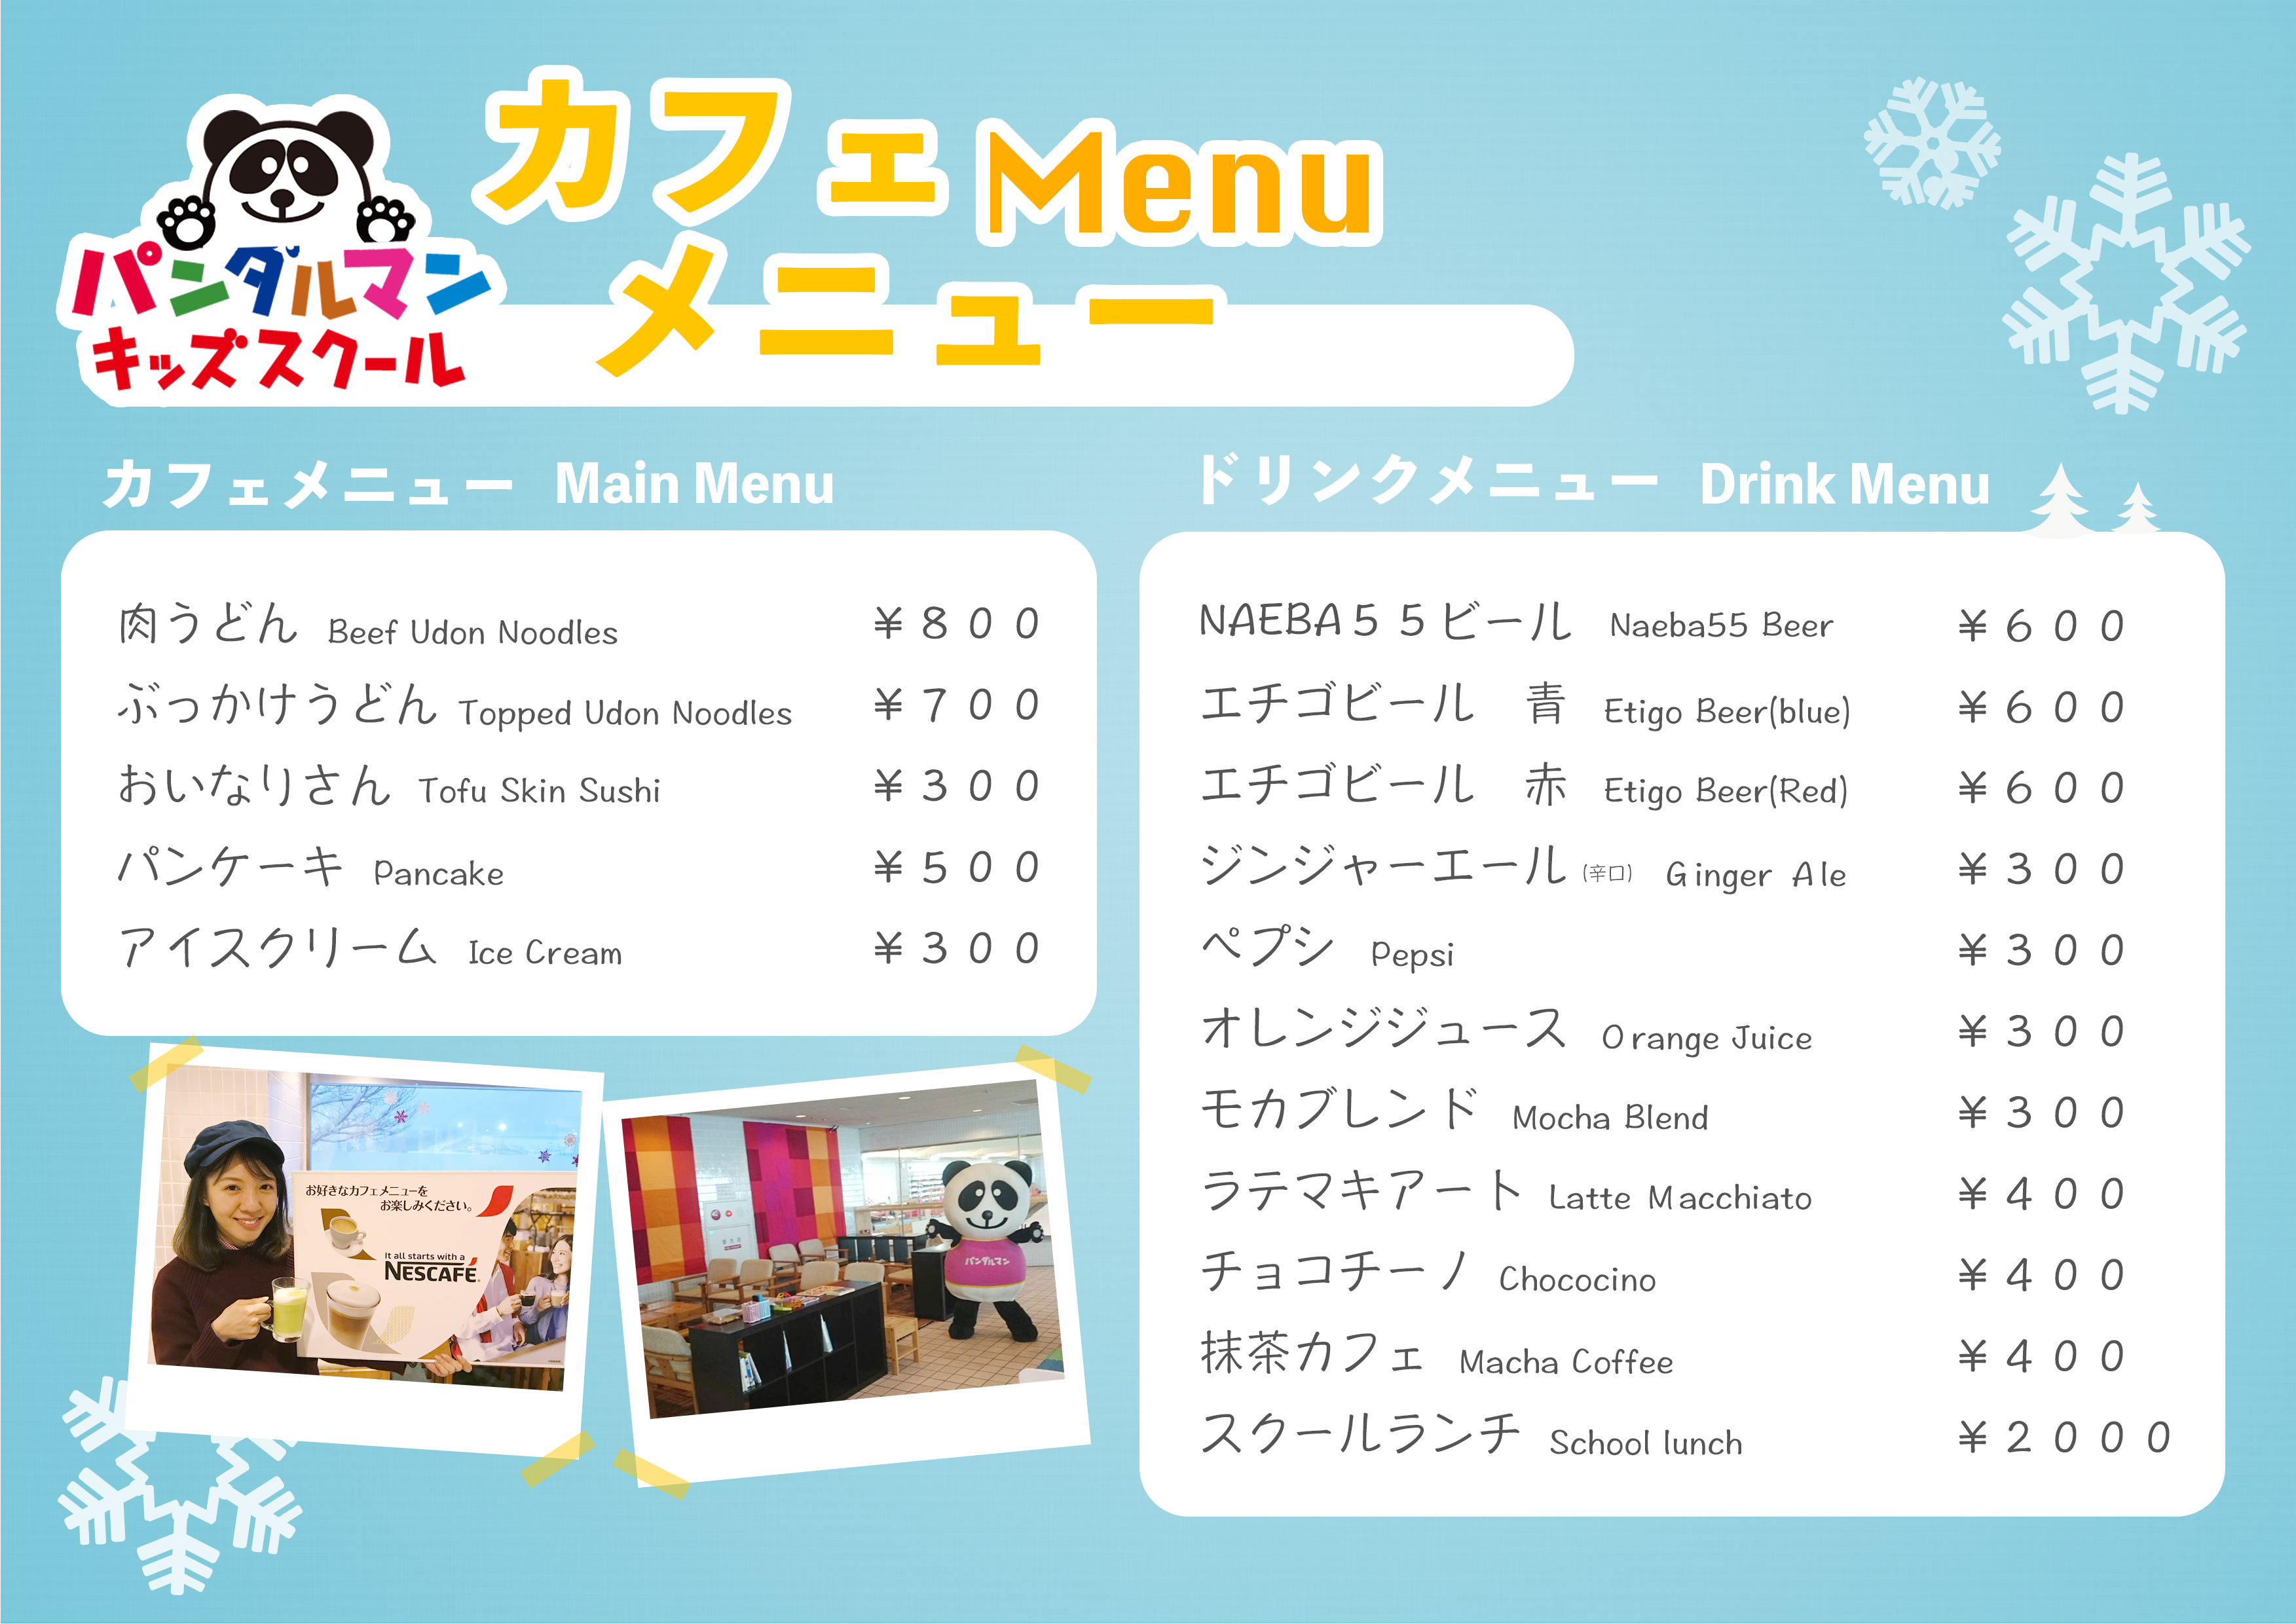 カフェ Menu
メニュー
パンダルマン
キッズスクール
カフェメニュー Main Menu
肉うどん Beef Udon Noodles ¥800
ぶっかけうどん Topped Udon Noodles ¥700
おいなりさん Tofu Skin Sushi ¥300
パンケーキ Pancake ¥500
アイスクリーム Ice Cream ¥300
お好きなカフェメニューを
お楽しみください。
It all starts with a
NESCAFÉ
パンダルマン
ドリンクメニュー Drink Menu
NAEBA55ビール Naeba55 Beer ¥600
エチゴビール 青 Etigo Beer(blue) ¥600
エチゴビール 赤 Etigo Beer(Red) ¥600
ジンジャーエール(辛口) Ginger Ale ¥300
ペプシ Pepsi ¥300
オレンジジュース Orange Juice ¥300
モカブレンド Mocha Blend ¥300
ラテマキアート Latte Macchiato ¥400
チョコチーノ Chococino ¥400
抹茶カフェ Macha Coffee ¥400
スクールランチ School lunch ¥2000